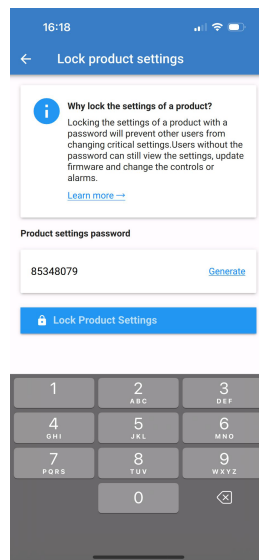 16:18
Lock product settings
Why lock the settings of a product?
Locking the settings of a product with a
password will prevent other users from
changing critical settings.Users without the
password can still view the settings, update
firmware and change the controls or
alarms.
Learn more →
Product settings password
85348079 Generate
Lock Product Settings
1 2 3
ABC DEF
4 5 6
GHI JKL MNO
7 8 9
PQRS TUV WXYZ
0